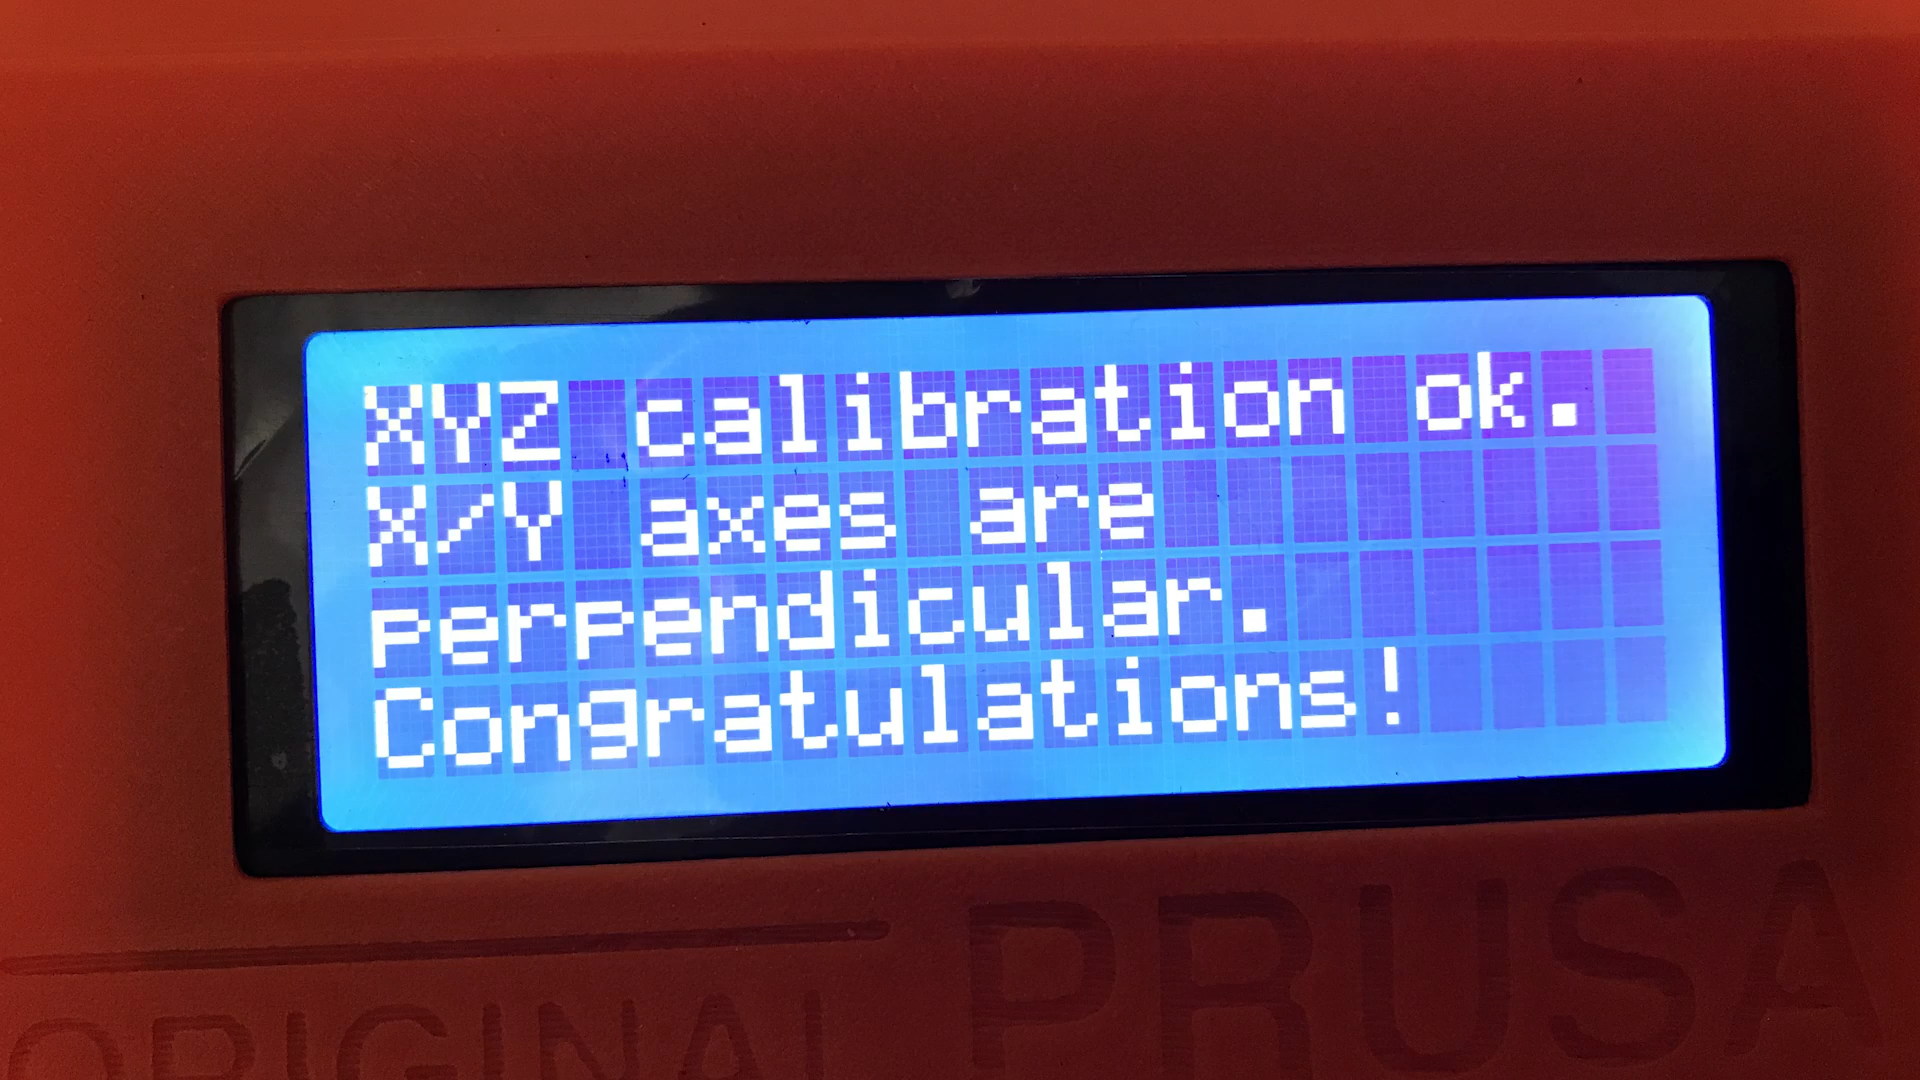 XYZ calibration ok.
X/Y axes are
perpendicular.
Congratulations!
ORIGINAL PRUSA